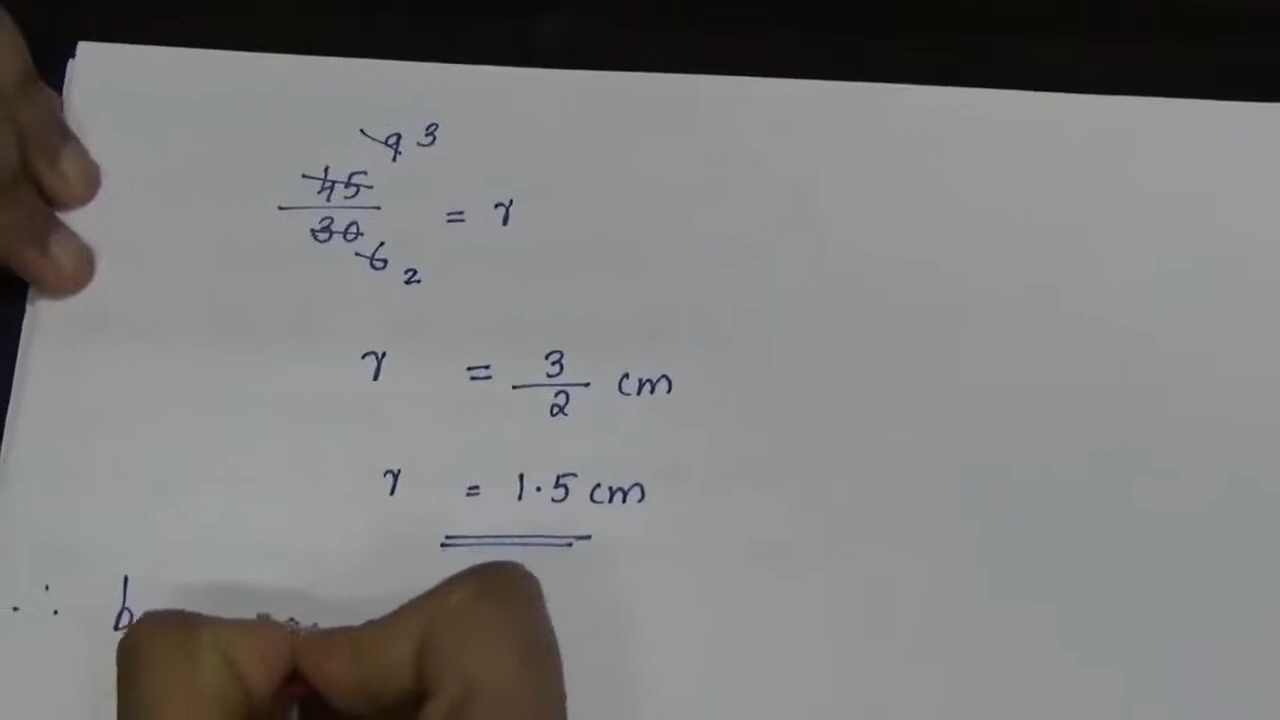 9 3
45/30 = r
6 2
r = 3/2 cm
r = 1.5 cm
∴ b